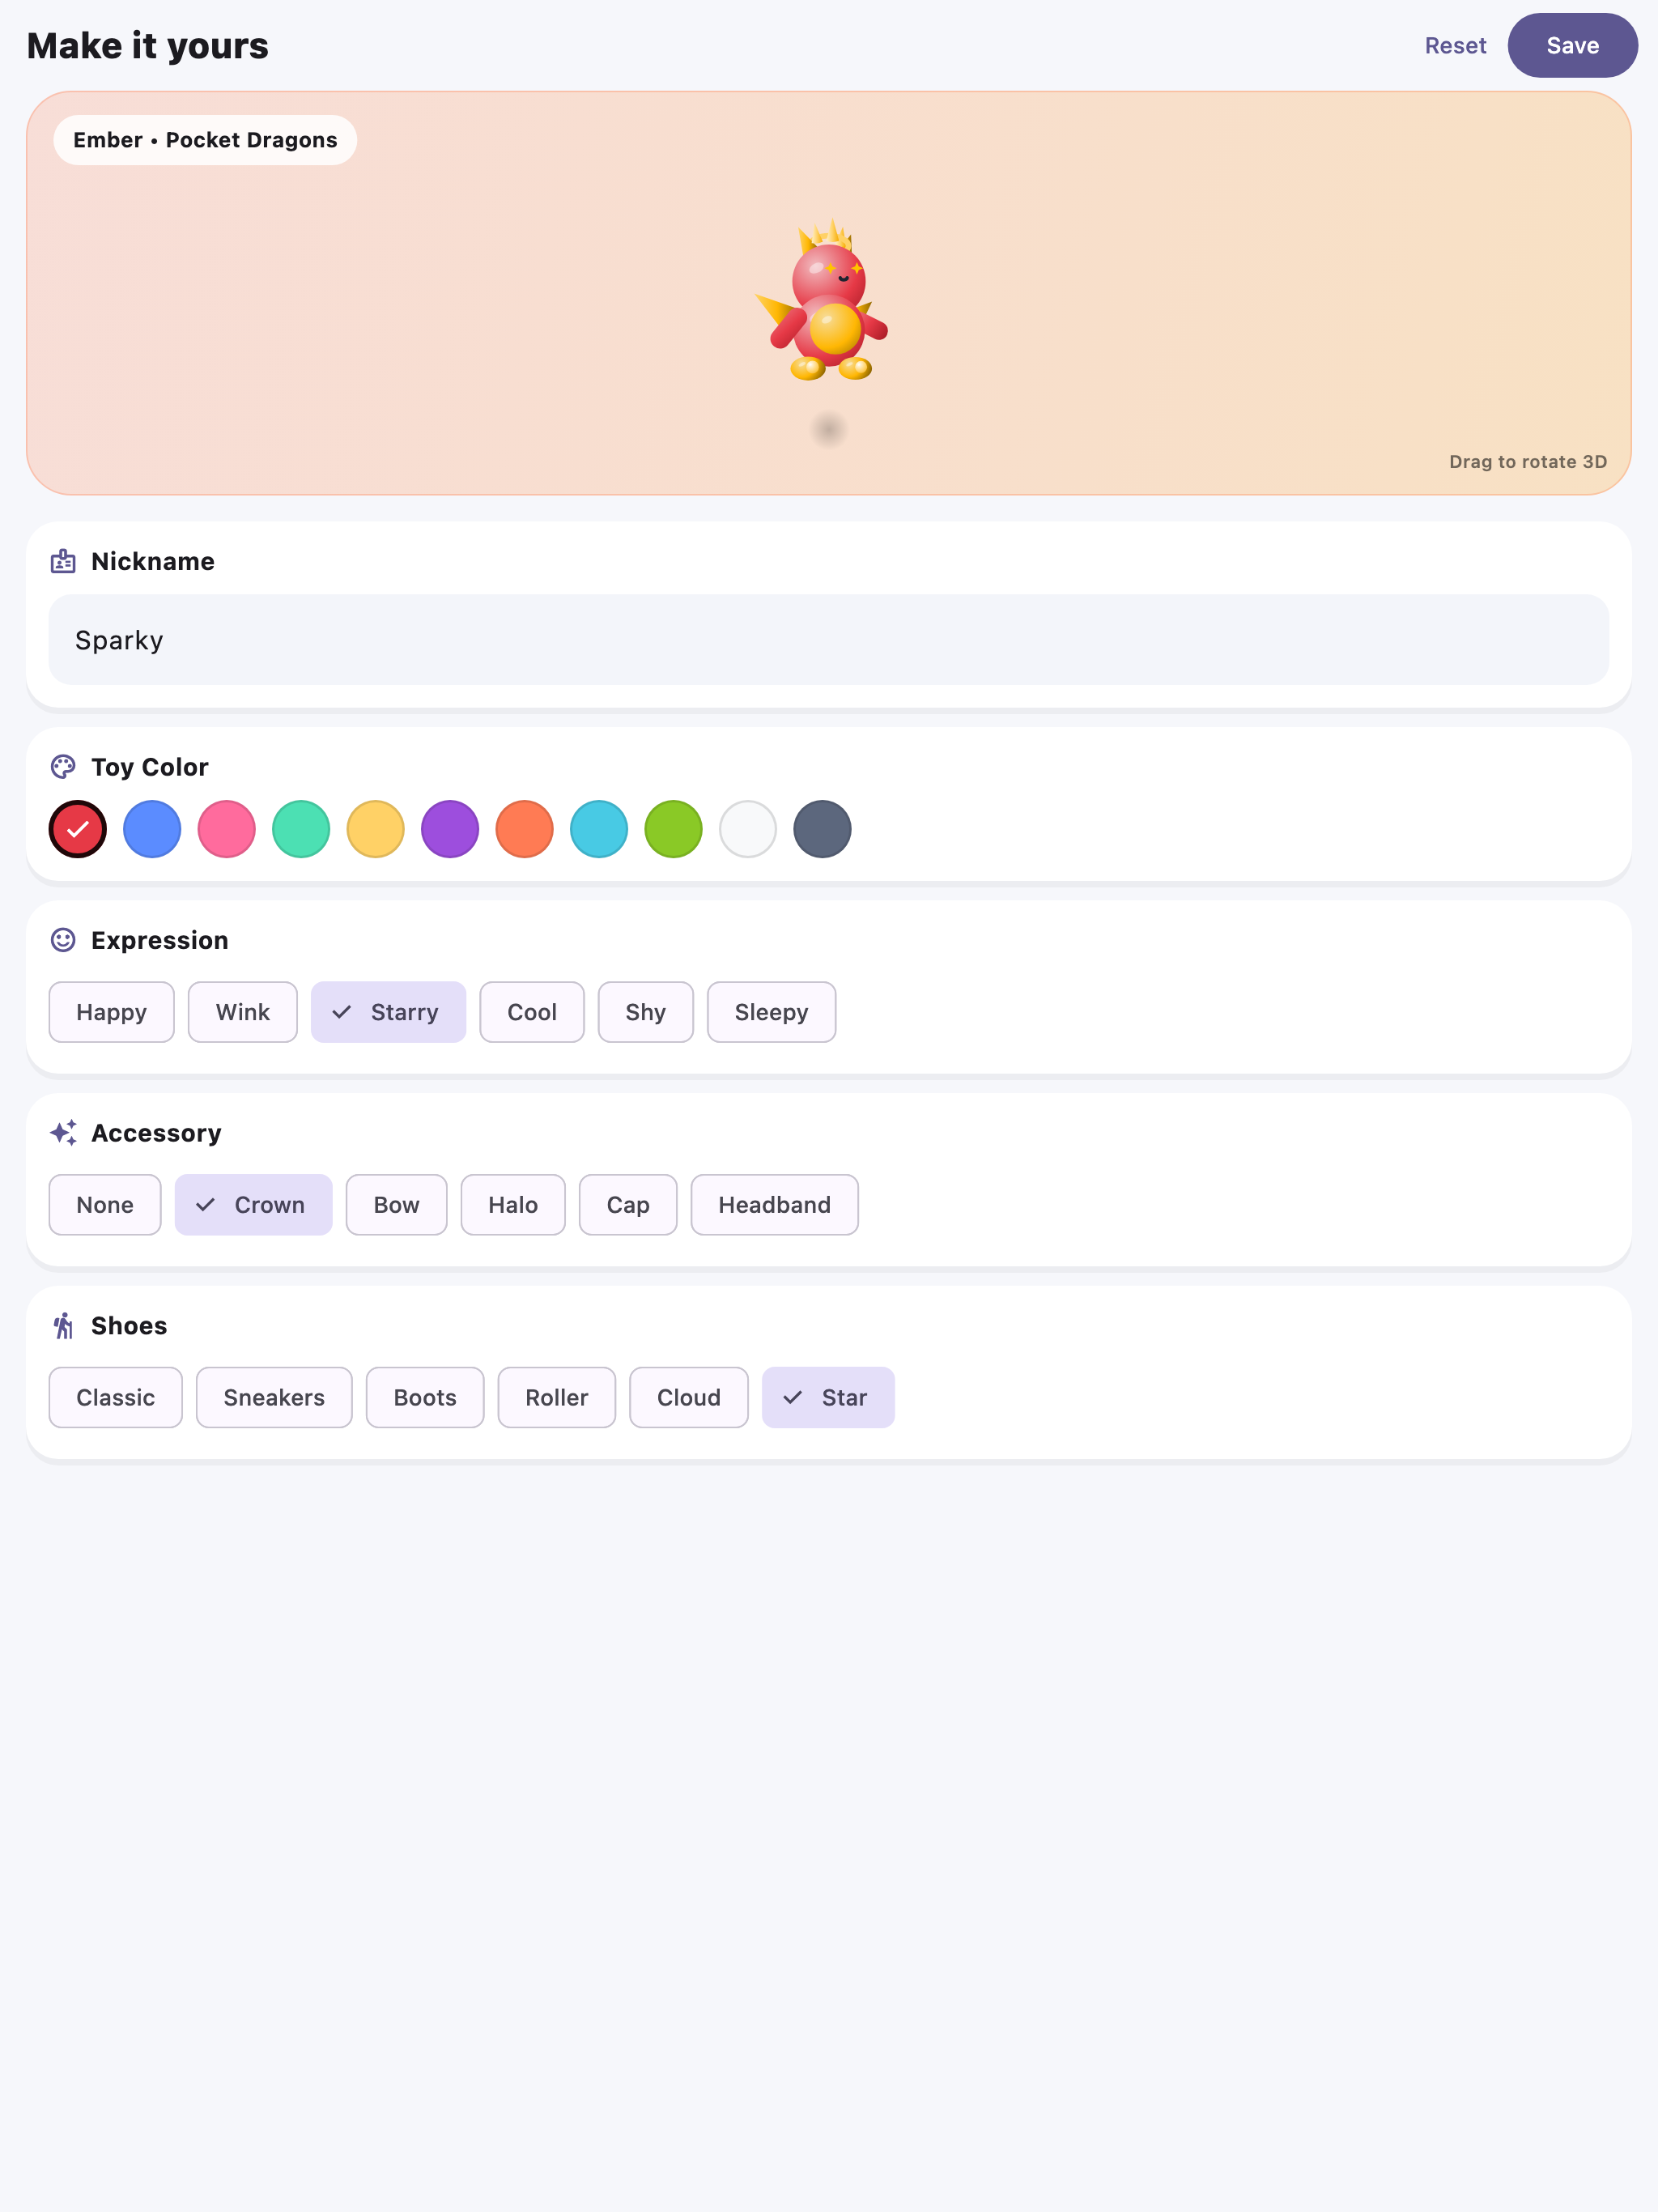 Make it yours
Reset
Save
Ember • Pocket Dragons
Drag to rotate 3D
Nickname
Sparky
Toy Color
Expression
Happy
Wink
Starry
Cool
Shy
Sleepy
Accessory
None
Crown
Bow
Halo
Cap
Headband
Shoes
Classic
Sneakers
Boots
Roller
Cloud
Star